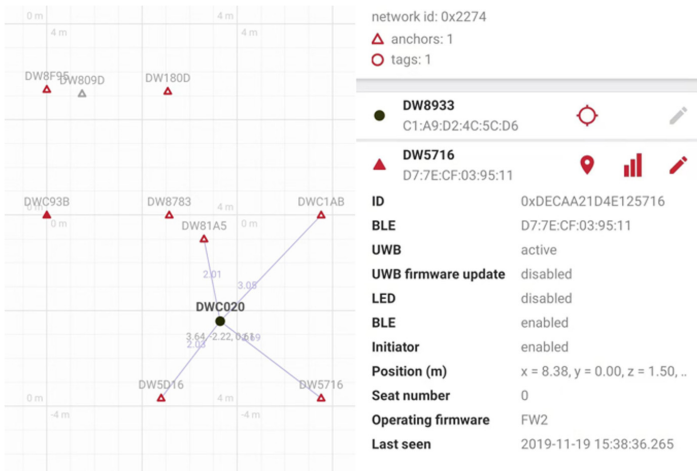 0 m
4 m
4 m
-4 m
DW8F95
DW809D
DW180D
DWC93B
DW8783
4 m
DWC1AB
0 m
0 m
DW81A5
2.01
3.05
DWC020
3.64, -2.22, 0.61
2.03
DW5D16
DW5716
0 m
4 m
-4 m
-4 m
network id: 0x2274
anchors: 1
tags: 1
DW8933
C1:A9:D2:4C:5C:D6
DW5716
D7:7E:CF:03:95:11
ID 0xDECAA21D4E125716
BLE D7:7E:CF:03:95:11
UWB active
UWB firmware update disabled
LED disabled
BLE enabled
Initiator enabled
Position (m) x = 8.38, y = 0.00, z = 1.50, ..
Seat number 0
Operating firmware FW2
Last seen 2019-11-19 15:38:36.265